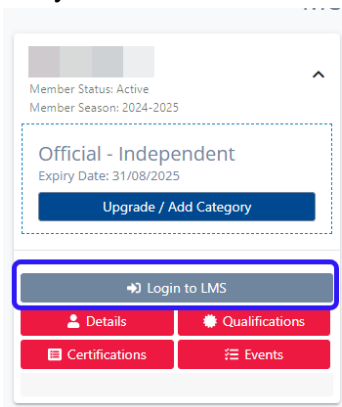 Member Status: Active
Member Season: 2024-2025
Official - Independent
Expiry Date: 31/08/2025
Upgrade / Add Category
Login to LMS
Details
Qualifications
Certifications
Events